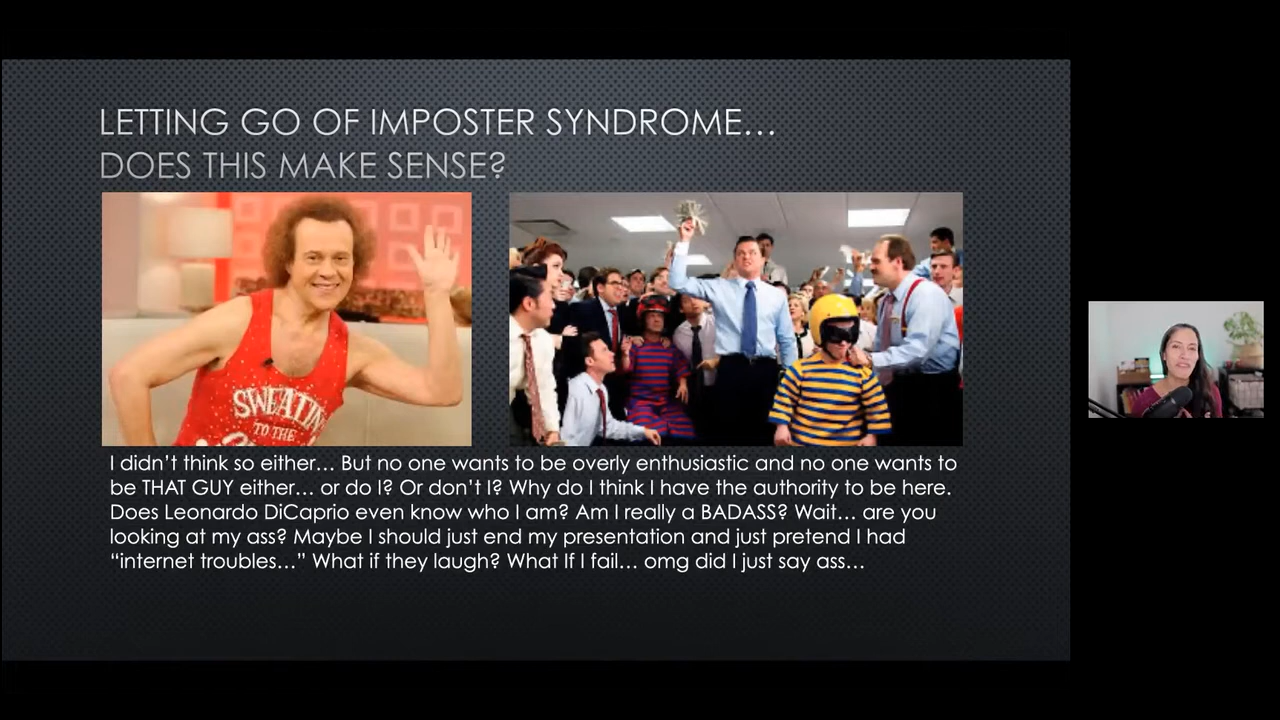 LETTING GO OF IMPOSTER SYNDROME...
DOES THIS MAKE SENSE?
SWEATIN
TO THE
I didn't think so either... But no one wants to be overly enthusiastic and no one wants to
be THAT GUY either... or do I? Or don't I? Why do I think I have the authority to be here.
Does Leonardo DiCaprio even know who I am? Am I really a BADASS? Wait... are you
looking at my ass? Maybe I should just end my presentation and just pretend I had
“internet troubles...” What if they laugh? What If I fail... omg did I just say ass...